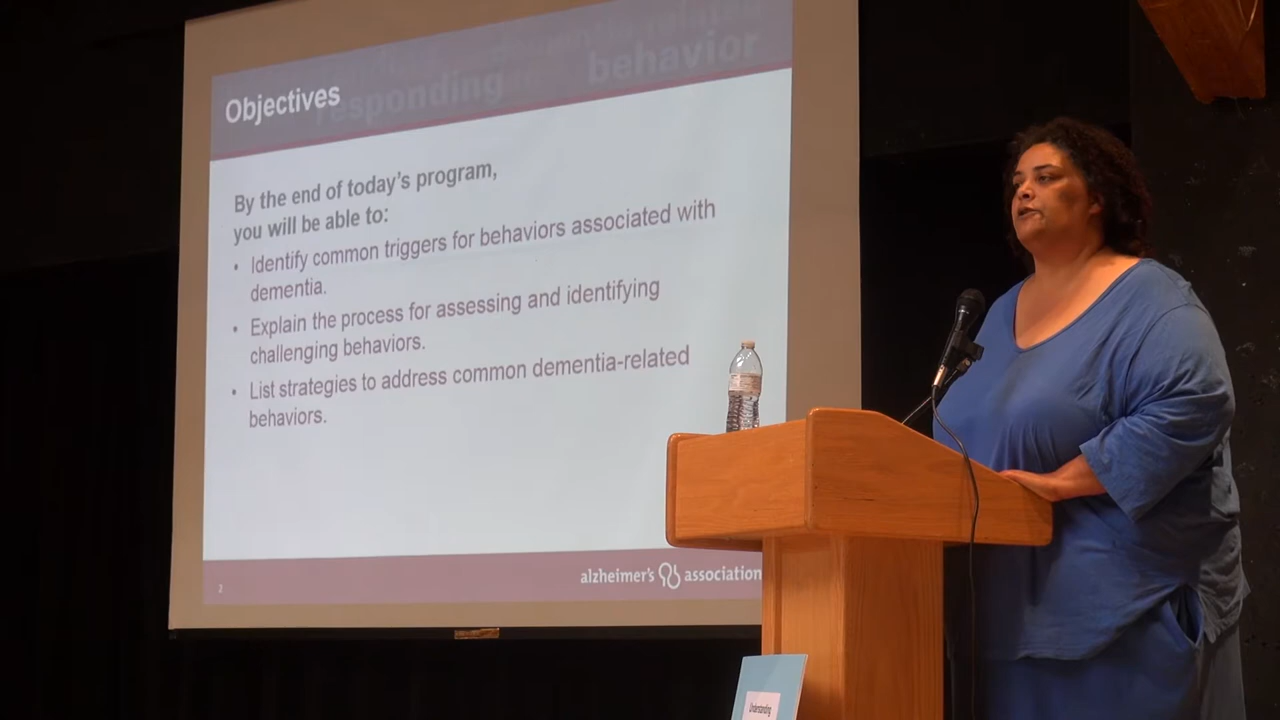 responding behavior
Objectives
By the end of today's program,
you will be able to:
• Identify common triggers for behaviors associated with
dementia.
• Explain the process for assessing and identifying
challenging behaviors.
• List strategies to address common dementia-related
behaviors.
2
alzheimer's association
Understanding